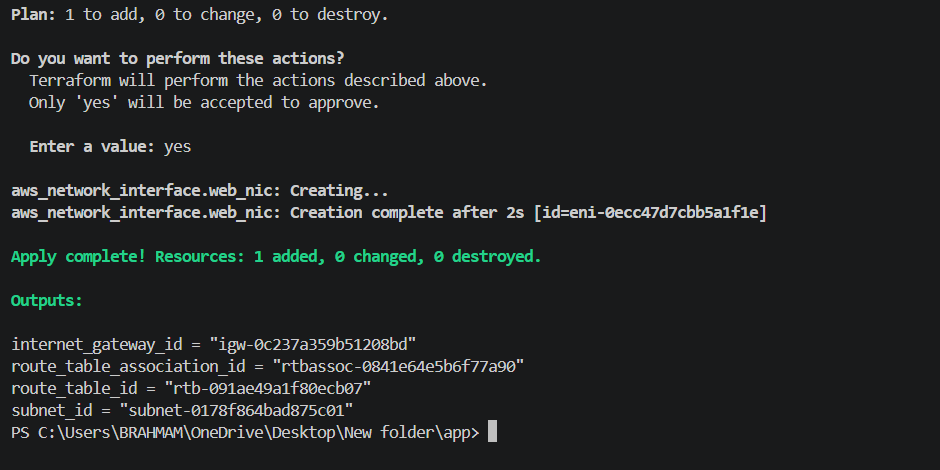 Plan: 1 to add, 0 to change, 0 to destroy.
Do you want to perform these actions?
Terraform will perform the actions described above.
Only 'yes' will be accepted to approve.
Enter a value: yes
aws_network_interface.web_nic: Creating...
aws_network_interface.web_nic: Creation complete after 2s [id=eni-0ecc47d7cbb5a1f1e]
Apply complete! Resources: 1 added, 0 changed, 0 destroyed.
Outputs:
internet_gateway_id = "igw-0c237a359b51208bd"
route_table_association_id = "rtbassoc-0841e64e5b6f77a90"
route_table_id = "rtb-091ae49a1f80ecb07"
subnet_id = "subnet-0178f864bad875c01"
PS C:\Users\BRAHMAM\OneDrive\Desktop\New folder\app>